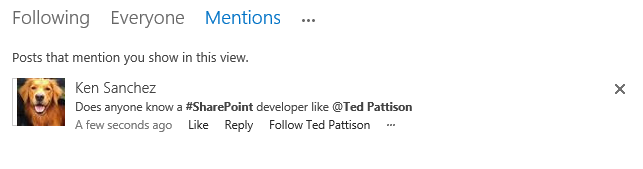 Following Everyone Mentions ...
Posts that mention you show in this view.
Ken Sanchez
Does anyone know a #SharePoint developer like @Ted Pattison
A few seconds ago Like Reply Follow Ted Pattison ...